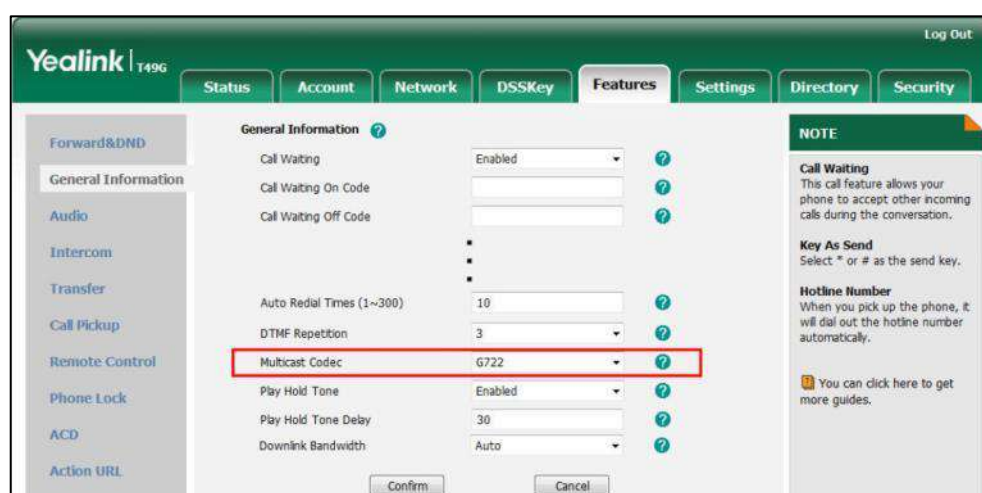 Log Out
Yealink T49G
Status Account Network DSSKey Features Settings Directory Security
Forward&DND
General Information
Audio
Intercom
Transfer
Call Pickup
Remote Control
Phone Lock
ACD
Action URL
General Information ?
Call Waiting Enabled ?
Call Waiting On Code ?
Call Waiting Off Code ?
Auto Redial Times (1~300) 10 ?
DTMF Repetition 3 ?
Multicast Codec G722 ?
Play Hold Tone Enabled ?
Play Hold Tone Delay 30 ?
Downlink Bandwidth Auto ?
Confirm Cancel
NOTE
Call Waiting
This call feature allows your
phone to accept other incoming
calls during the conversation.
Key As Send
Select * or # as the send key.
Hotline Number
When you pick up the phone, it
will dial out the hotline number
automatically.
? You can click here to get
more guides.